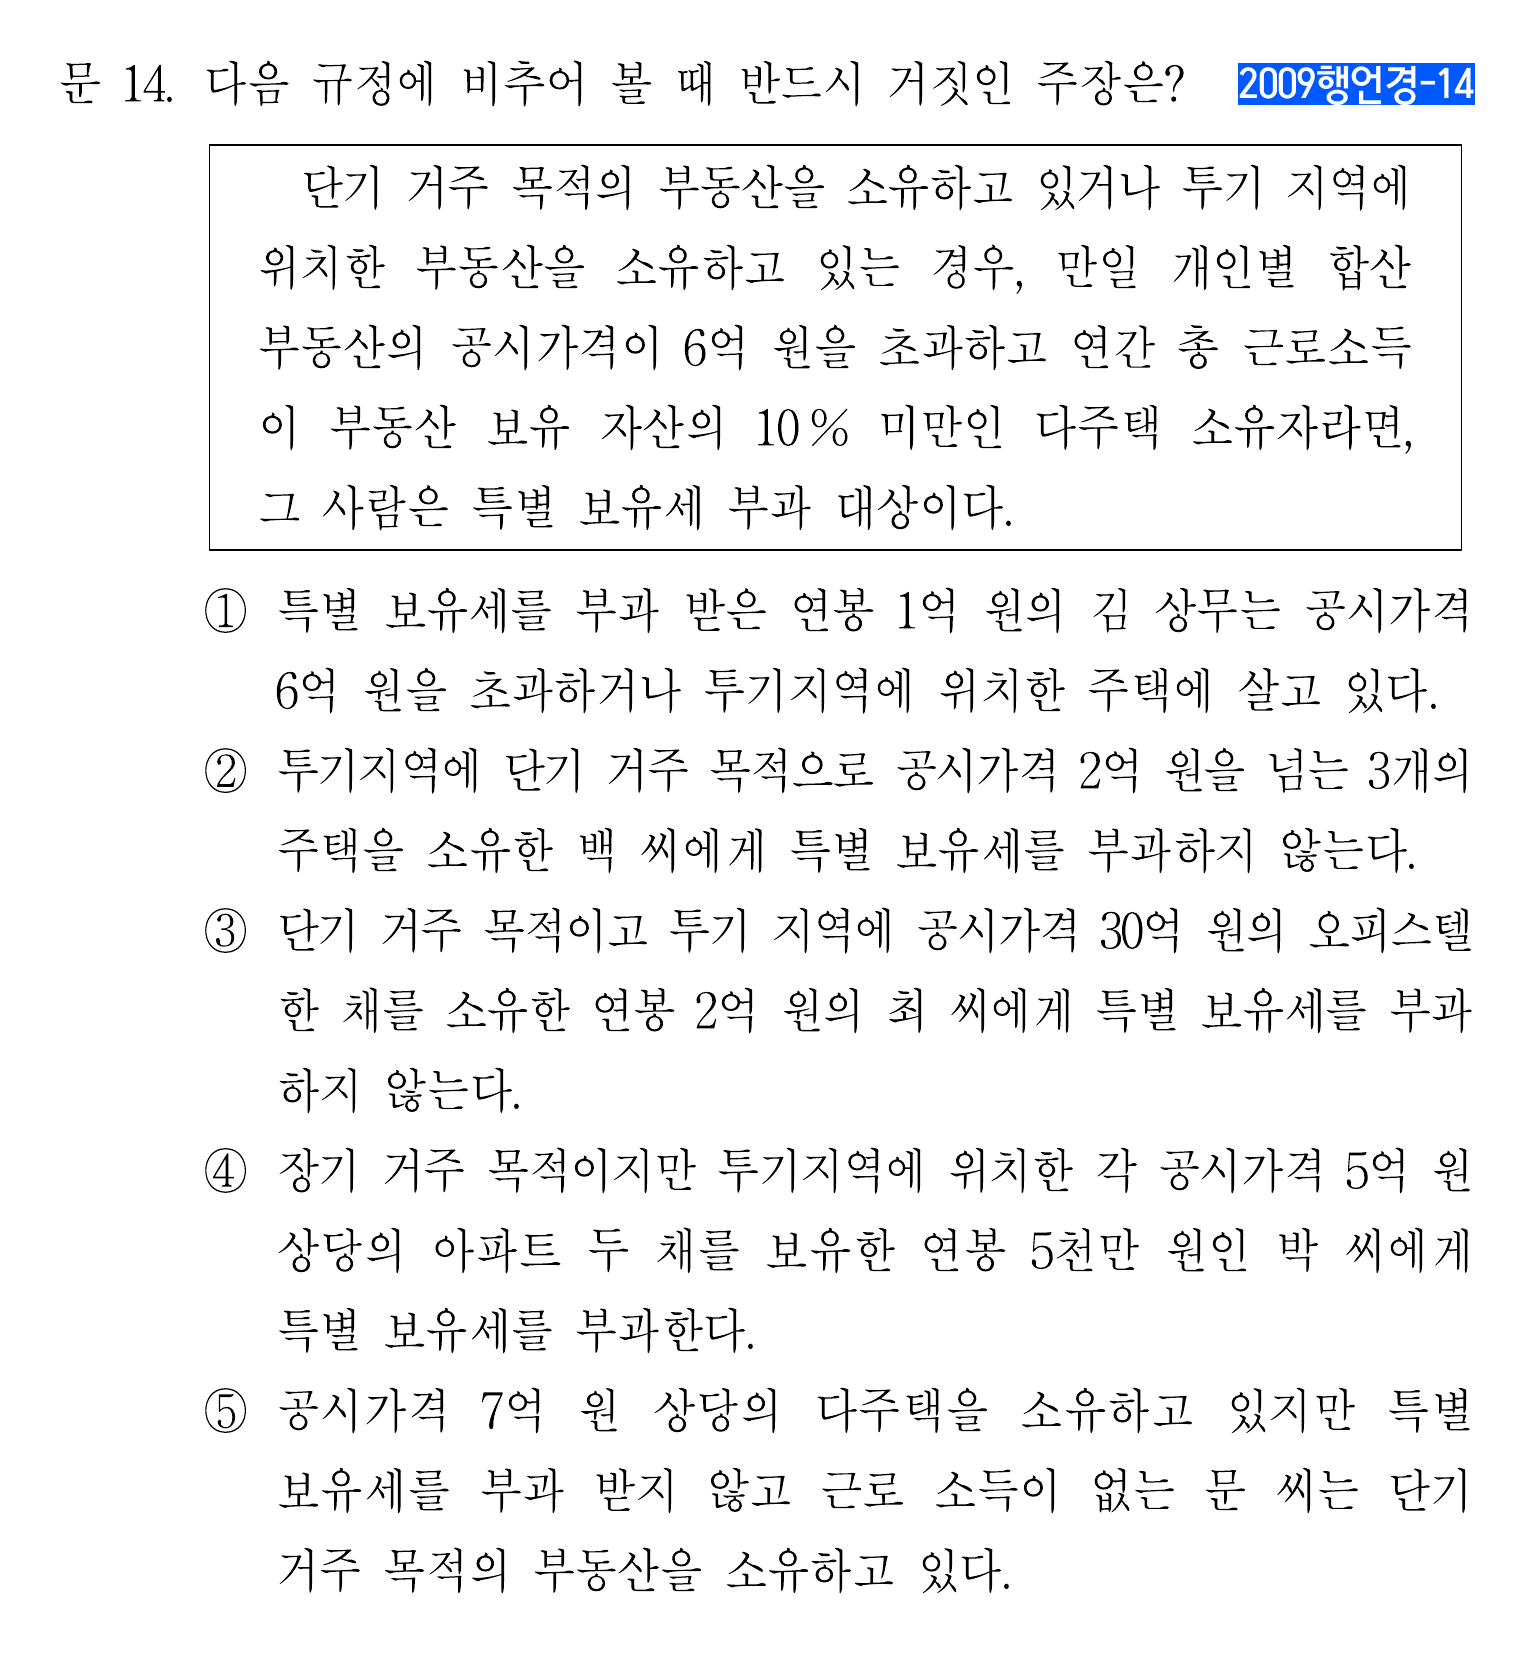 문 14. 다음 규정에 비추어 볼 때 반드시 거짓인 주장은? 2009행언경-14
단기 거주 목적의 부동산을 소유하고 있거나 투기 지역에
위치한 부동산을 소유하고 있는 경우, 만일 개인별 합산
부동산의 공시가격이 6억 원을 초과하고 연간 총 근로소득
이 부동산 보유 자산의 10 % 미만인 다주택 소유자라면,
그 사람은 특별 보유세 부과 대상이다.
① 특별 보유세를 부과 받은 연봉 1억 원의 김 상무는 공시가격
6억 원을 초과하거나 투기지역에 위치한 주택에 살고 있다.
② 투기지역에 단기 거주 목적으로 공시가격 2억 원을 넘는 3개의
주택을 소유한 백 씨에게 특별 보유세를 부과하지 않는다.
③ 단기 거주 목적이고 투기 지역에 공시가격 30억 원의 오피스텔
한 채를 소유한 연봉 2억 원의 최 씨에게 특별 보유세를 부과
하지 않는다.
④ 장기 거주 목적이지만 투기지역에 위치한 각 공시가격 5억 원
상당의 아파트 두 채를 보유한 연봉 5천만 원인 박 씨에게
특별 보유세를 부과한다.
⑤ 공시가격 7억 원 상당의 다주택을 소유하고 있지만 특별
보유세를 부과 받지 않고 근로 소득이 없는 문 씨는 단기
거주 목적의 부동산을 소유하고 있다.